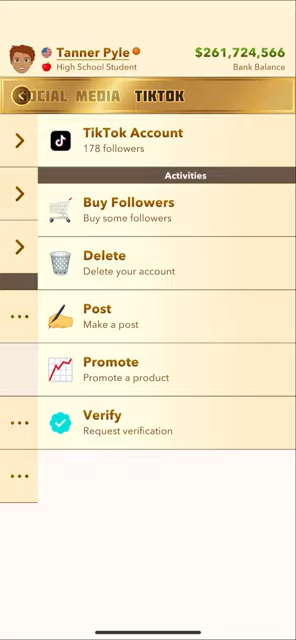 Tanner Pyle
$261,724,566
High School Student
Bank Balance
SOCIAL MEDIA TIKTOK
TikTok Account
178 followers
Activities
Buy Followers
Buy some followers
Delete
Delete your account
Post
Make a post
Promote
Promote a product
Verify
Request verification